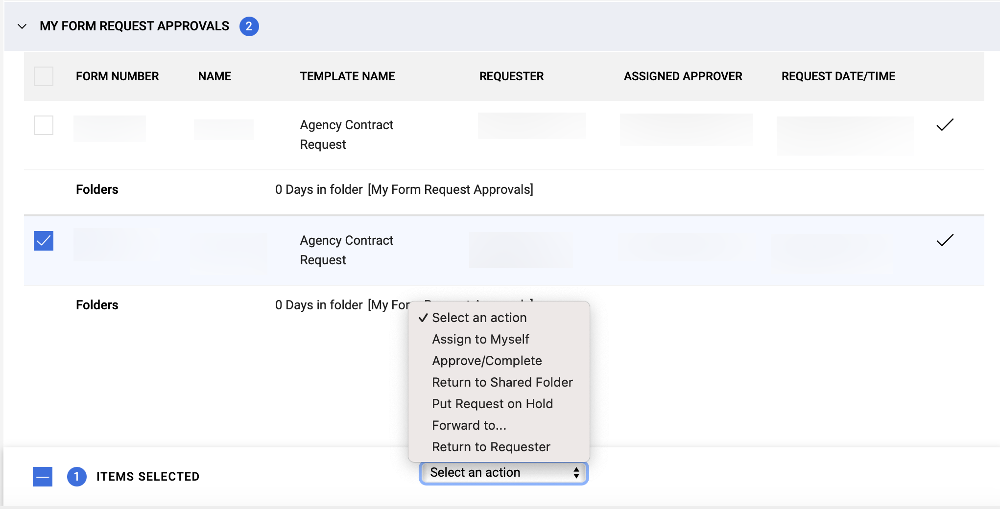 MY FORM REQUEST APPROVALS 2
FORM NUMBER NAME TEMPLATE NAME REQUESTER ASSIGNED APPROVER REQUEST DATE/TIME
Agency Contract
Request
Folders 0 Days in folder [My Form Request Approvals]
Agency Contract
Request
Folders 0 Days in folder [My For
Select an action
Assign to Myself
Approve/Complete
Return to Shared Folder
Put Request on Hold
Forward to...
Return to Requester
1 ITEMS SELECTED Select an action